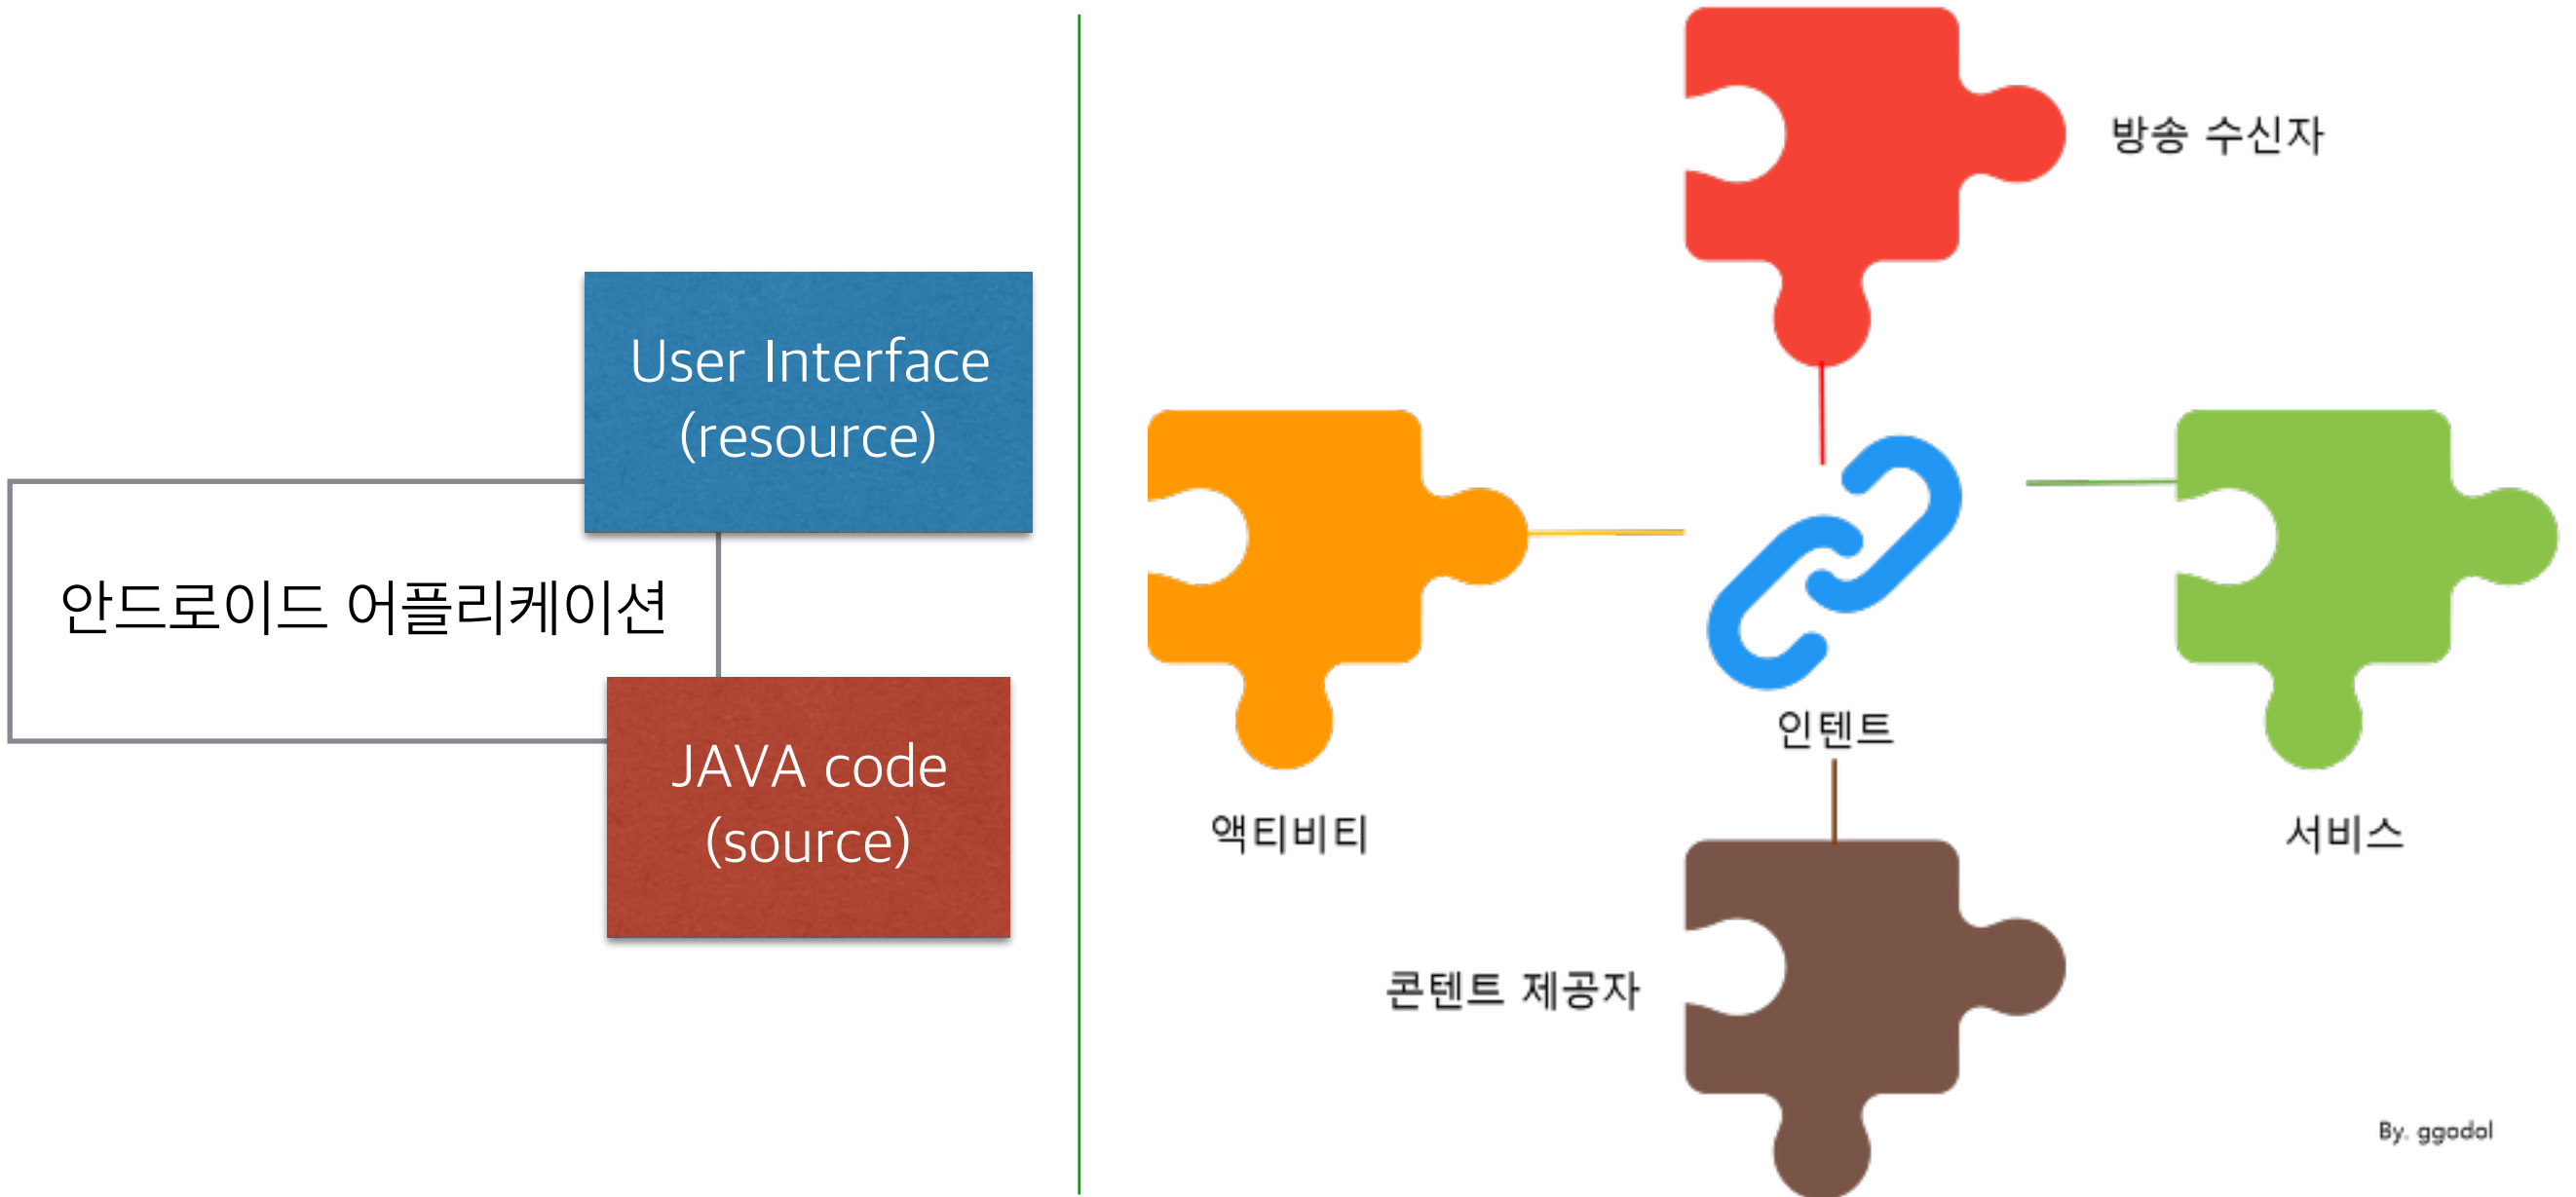 User Interface
(resource)
안드로이드 어플리케이션
JAVA code
(source)
방송 수신자
인텐트
액티비티
서비스
콘텐트 제공자
By. ggodol